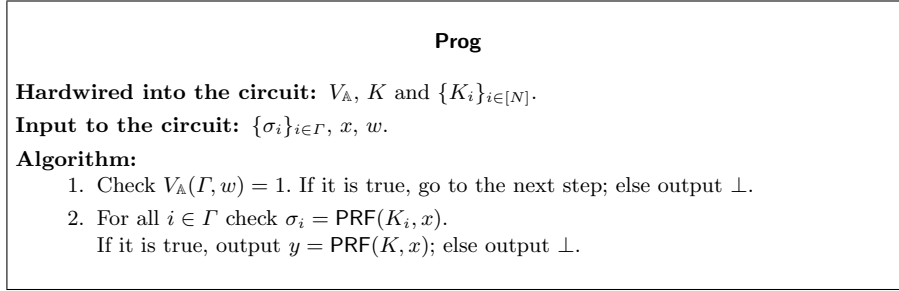 Prog
Hardwired into the circuit: V_𝔸, K and {K_i}_{i∈[N]}.
Input to the circuit: {σ_i}_{i∈Γ}, x, w.
Algorithm:
1. Check V_𝔸(Γ, w) = 1. If it is true, go to the next step; else output ⊥.
2. For all i ∈ Γ check σ_i = PRF(K_i, x).
If it is true, output y = PRF(K, x); else output ⊥.